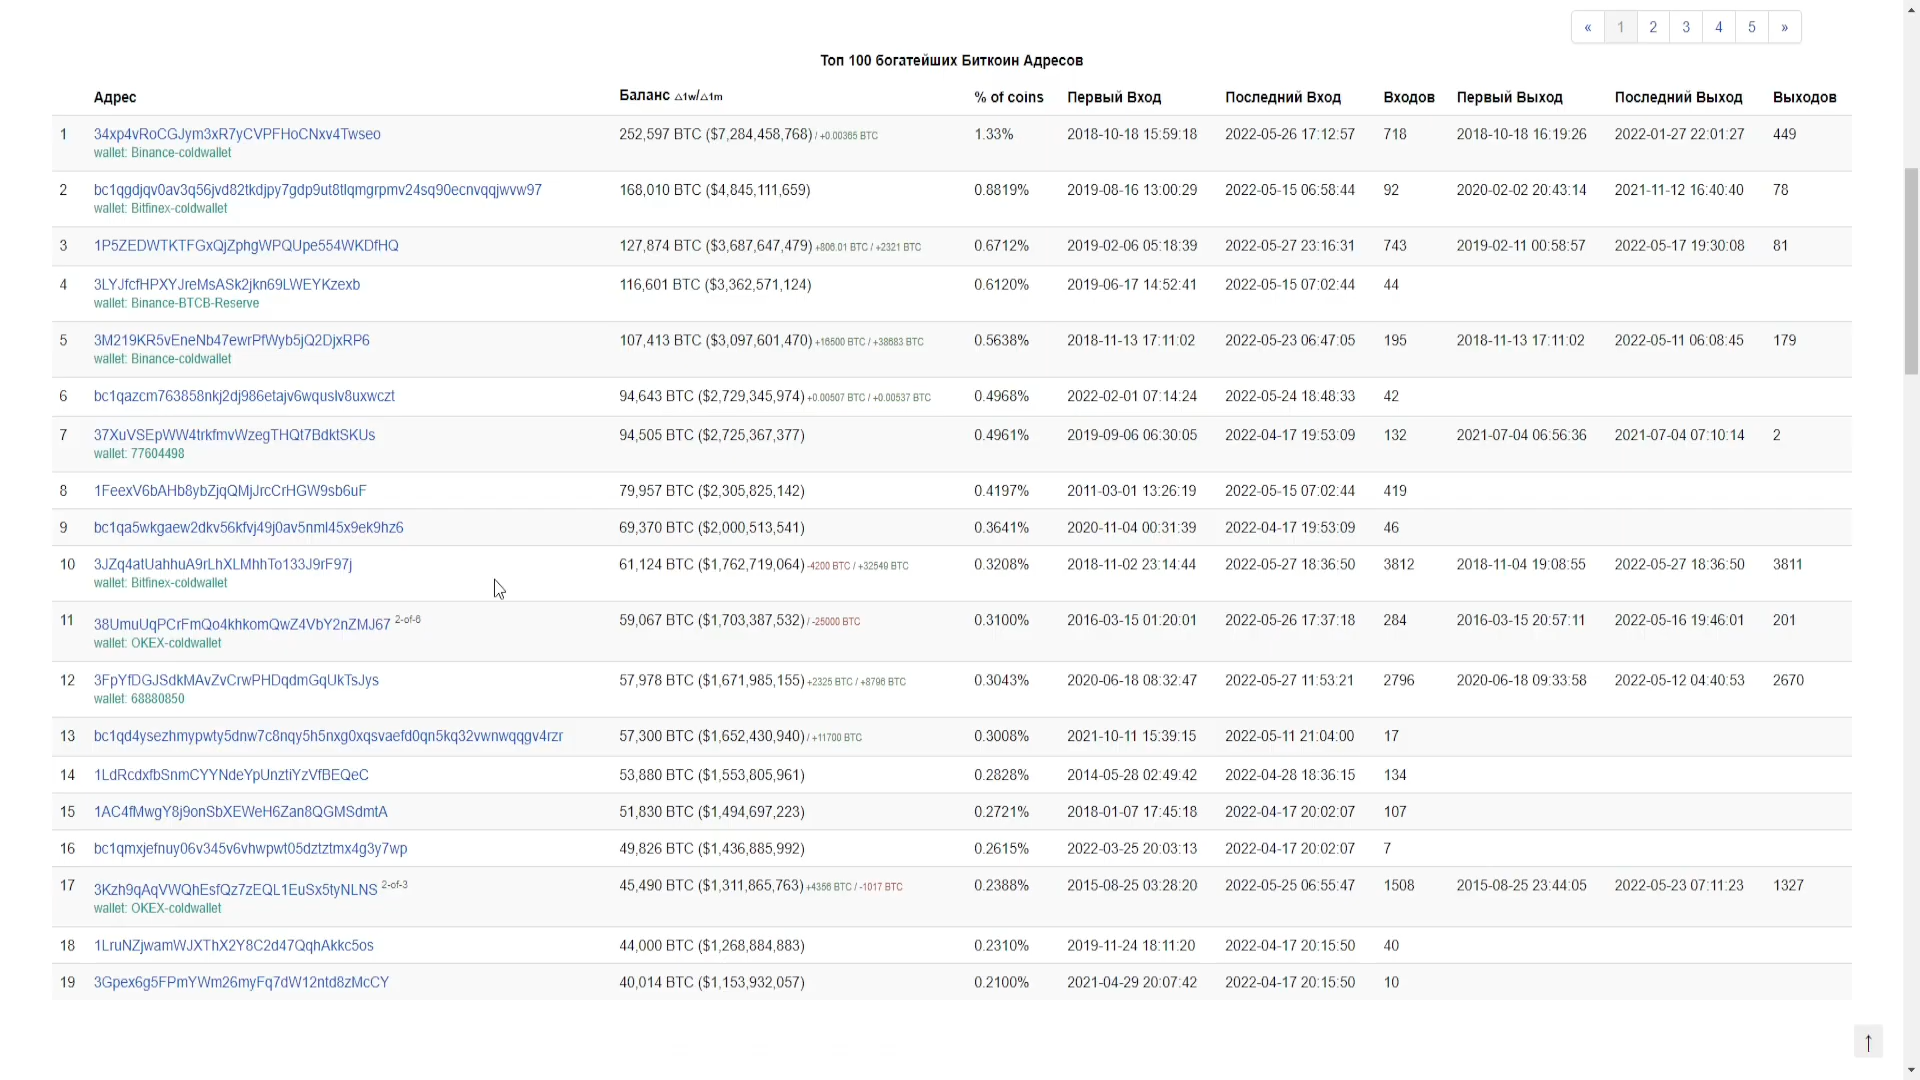 « 1 2 3 4 5 »
Топ 100 богатейших Биткоин Адресов
Адрес Баланс △1w/△1m % of coins Первый Вход Последний Вход Входов Первый Выход Последний Выход Выходов
1 34xp4vRoCGJym3xR7yCVPFHoCNxv4Twseo 252,597 BTC ($7,284,458,768) / +0.00365 BTC 1.33% 2018-10-18 15:59:18 2022-05-26 17:12:57 718 2018-10-18 16:19:26 2022-01-27 22:01:27 449
wallet: Binance-coldwallet
2 bc1qgdjqv0av3q56jvd82tkdjpy7gdp9ut8tlqmgrpmv24sq90ecnvqqjwvw97 168,010 BTC ($4,845,111,659) 0.8819% 2019-08-16 13:00:29 2022-05-15 06:58:44 92 2020-02-02 20:43:14 2021-11-12 16:40:40 78
wallet: Bitfinex-coldwallet
3 1P5ZEDWTKTFGxQjZphgWPQUpe554WKDfHQ 127,874 BTC ($3,687,647,479) +806.01 BTC / +2321 BTC 0.6712% 2019-02-06 05:18:39 2022-05-27 23:16:31 743 2019-02-11 00:58:57 2022-05-17 19:30:08 81
4 3LYJfcfHPXYJreMsASk2jkn69LWEYKzexb 116,601 BTC ($3,362,571,124) 0.6120% 2019-06-17 14:52:41 2022-05-15 07:02:44 44
wallet: Binance-BTCB-Reserve
5 3M219KR5vEneNb47ewrPfWyb5jQ2DjxRP6 107,413 BTC ($3,097,601,470) +16500 BTC / +38683 BTC 0.5638% 2018-11-13 17:11:02 2022-05-23 06:47:05 195 2018-11-13 17:11:02 2022-05-11 06:08:45 179
wallet: Binance-coldwallet
6 bc1qazcm763858nkj2dj986etajv6wquslv8uxwczt 94,643 BTC ($2,729,345,974) +0.00507 BTC / +0.00537 BTC 0.4968% 2022-02-01 07:14:24 2022-05-24 18:48:33 42
7 37XuVSEpWW4trkfmvWzegTHQt7BdktSKUs 94,505 BTC ($2,725,367,377) 0.4961% 2019-09-06 06:30:05 2022-04-17 19:53:09 132 2021-07-04 06:56:36 2021-07-04 07:10:14 2
wallet: 77604498
8 1FeexV6bAHb8ybZjqQMjJrcCrHGW9sb6uF 79,957 BTC ($2,305,825,142) 0.4197% 2011-03-01 13:26:19 2022-05-15 07:02:44 419
9 bc1qa5wkgaew2dkv56kfvj49j0av5nml45x9ek9hz6 69,370 BTC ($2,000,513,541) 0.3641% 2020-11-04 00:31:39 2022-04-17 19:53:09 46
10 3JZq4atUahhuA9rLhXLMhhTo133J9rF97j 61,124 BTC ($1,762,719,064) -4200 BTC / +32549 BTC 0.3208% 2018-11-02 23:14:44 2022-05-27 18:36:50 3812 2018-11-04 19:08:55 2022-05-27 18:36:50 3811
wallet: Bitfinex-coldwallet
11 38UmuUqPCrFmQo4khkomQwZ4VbY2nZMJ67 2-of-6 59,067 BTC ($1,703,387,532) / -25000 BTC 0.3100% 2016-03-15 01:20:01 2022-05-26 17:37:18 284 2016-03-15 20:57:11 2022-05-16 19:46:01 201
wallet: OKEX-coldwallet
12 3FpYfDGJSdkMAvZvCrwPHDqdmGqUkTsJys 57,978 BTC ($1,671,985,155) +2325 BTC / +8796 BTC 0.3043% 2020-06-18 08:32:47 2022-05-27 11:53:21 2796 2020-06-18 09:33:58 2022-05-12 04:40:53 2670
wallet: 68880850
13 bc1qd4ysezhmypwty5dnw7c8nqy5h5nxg0xqsvaefd0qn5kq32vwnwqqgv4rzr 57,300 BTC ($1,652,430,940) / +11700 BTC 0.3008% 2021-10-11 15:39:15 2022-05-11 21:04:00 17
14 1LdRcdxfbSnmCYYNdeYpUnztiYzVfBEQeC 53,880 BTC ($1,553,805,961) 0.2828% 2014-05-28 02:49:42 2022-04-28 18:36:15 134
15 1AC4fMwgY8j9onSbXEWeH6Zan8QGMSdmtA 51,830 BTC ($1,494,697,223) 0.2721% 2018-01-07 17:45:18 2022-04-17 20:02:07 107
16 bc1qmxjefnuy06v345v6vhwpwt05dztztmx4g3y7wp 49,826 BTC ($1,436,885,992) 0.2615% 2022-03-25 20:03:13 2022-04-17 20:02:07 7
17 3Kzh9qAqVWQhEsfQz7zEQL1EuSx5tyNLNS 2-of-3 45,490 BTC ($1,311,865,763) +4356 BTC / -1017 BTC 0.2388% 2015-08-25 03:28:20 2022-05-25 06:55:47 1508 2015-08-25 23:44:05 2022-05-23 07:11:23 1327
wallet: OKEX-coldwallet
18 1LruNZjwamWJXThX2Y8C2d47QqhAkkc5os 44,000 BTC ($1,268,884,883) 0.2310% 2019-11-24 18:11:20 2022-04-17 20:15:50 40
19 3Gpex6g5FPmYWm26myFq7dW12ntd8zMcCY 40,014 BTC ($1,153,932,057) 0.2100% 2021-04-29 20:07:42 2022-04-17 20:15:50 10